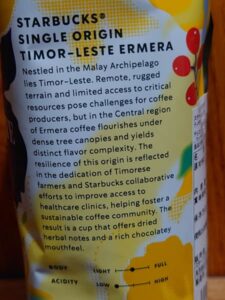 STARBUCKS®
SINGLE ORIGIN
TIMOR-LESTE ERMERA
Nestled in the Malay Archipelago
lies Timor-Leste. Remote, rugged
terrain and limited access to critical
resources pose challenges for coffee
producers, but in the Central region
of Ermera coffee flourishes under
dense tree canopies and yields
distinct flavor complexity. The
resilience of this origin is reflected
in the dedication of Timorese
farmers and Starbucks collaborative
efforts to improve access to
healthcare clinics, helping foster a
sustainable coffee community. The
result is a cup that offers dried
herbal notes and a rich chocolatey
mouthfeel.
BODY LIGHT FULL
ACIDITY LOW HIGH